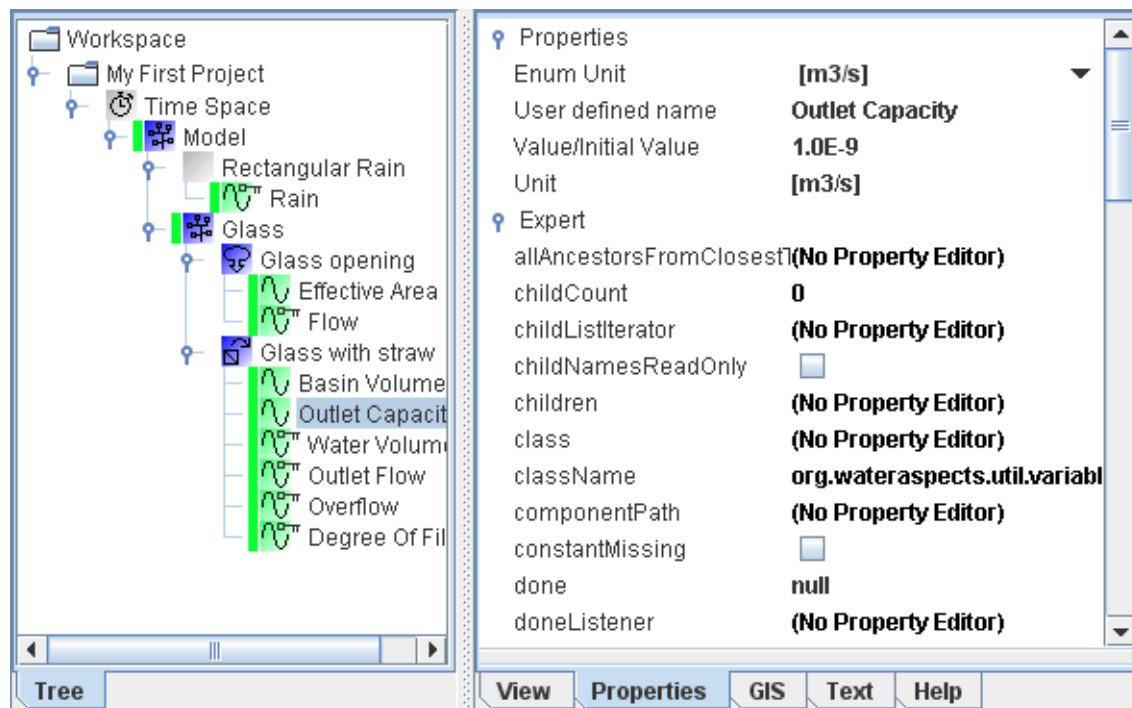 Workspace
My First Project
Time Space
Model
Rectangular Rain
Rain
Glass
Glass opening
Effective Area
Flow
Glass with straw
Basin Volume
Outlet Capacit
Water Volum
Outlet Flow
Overflow
Degree Of Fil
Tree
Properties
Enum Unit [m3/s]
User defined name Outlet Capacity
Value/Initial Value 1.0E-9
Unit [m3/s]
Expert
allAncestorsFromClosest (No Property Editor)
childCount 0
childListIterator (No Property Editor)
childNamesReadOnly
children (No Property Editor)
class (No Property Editor)
className org.wateraspects.util.variabl
componentPath (No Property Editor)
constantMissing
done null
doneListener (No Property Editor)
View Properties GIS Text Help